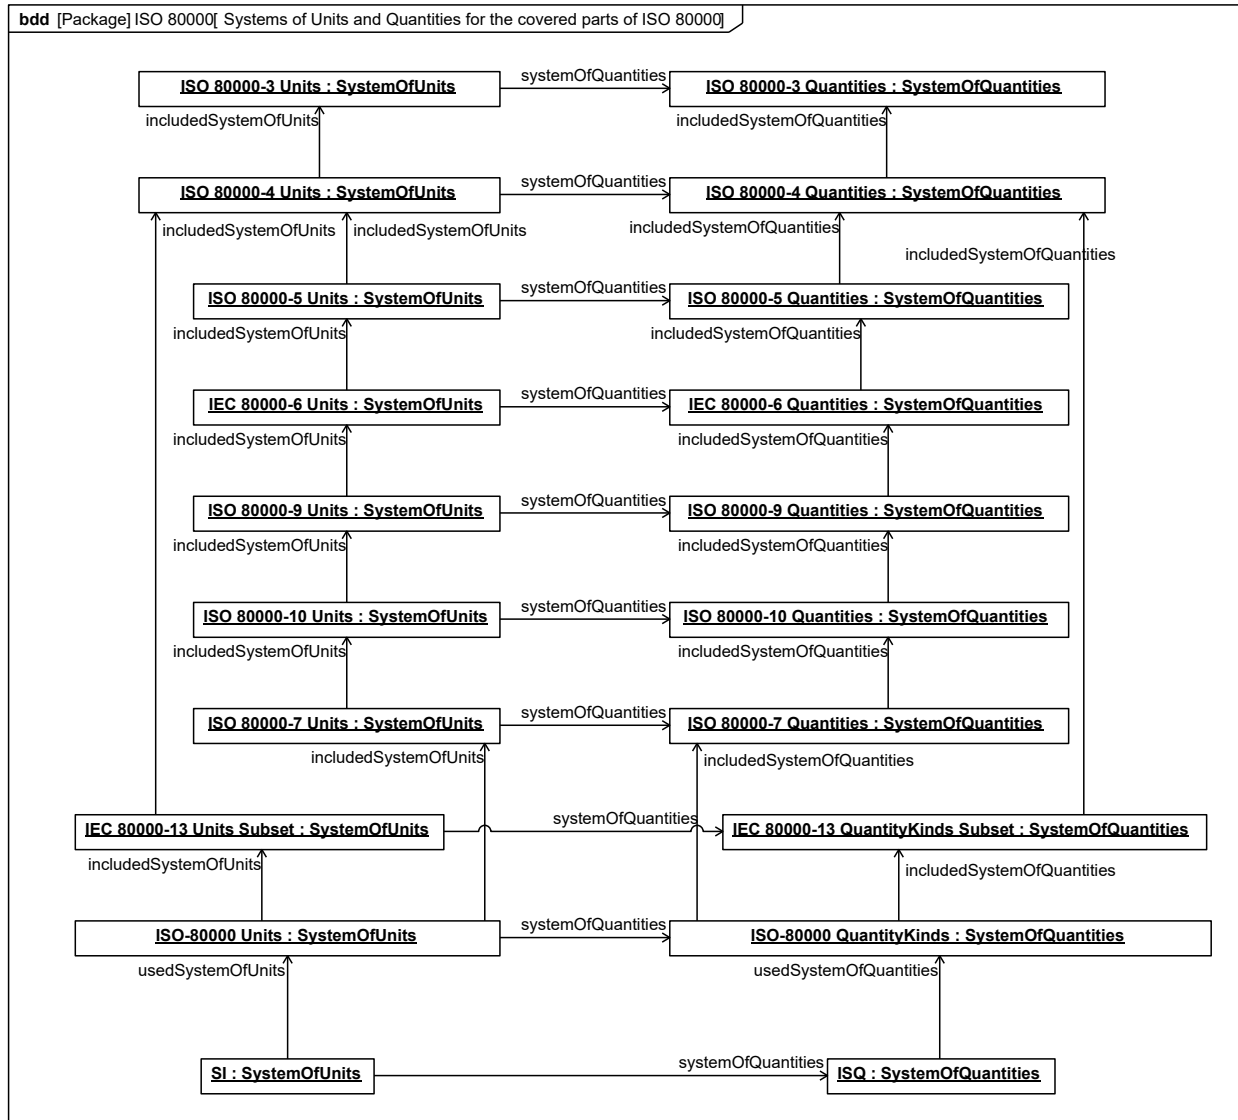 bdd [Package] ISO 80000[ Systems of Units and Quantities for the covered parts of ISO 80000]
ISO 80000-3 Units : SystemOfUnits
systemOfQuantities
ISO 80000-3 Quantities : SystemOfQuantities
includedSystemOfUnits
includedSystemOfQuantities
ISO 80000-4 Units : SystemOfUnits
systemOfQuantities
ISO 80000-4 Quantities : SystemOfQuantities
includedSystemOfUnits
includedSystemOfUnits
includedSystemOfQuantities
includedSystemOfQuantities
ISO 80000-5 Units : SystemOfUnits
systemOfQuantities
ISO 80000-5 Quantities : SystemOfQuantities
includedSystemOfUnits
includedSystemOfQuantities
IEC 80000-6 Units : SystemOfUnits
systemOfQuantities
IEC 80000-6 Quantities : SystemOfQuantities
includedSystemOfUnits
includedSystemOfQuantities
ISO 80000-9 Units : SystemOfUnits
systemOfQuantities
ISO 80000-9 Quantities : SystemOfQuantities
includedSystemOfUnits
includedSystemOfQuantities
ISO 80000-10 Units : SystemOfUnits
systemOfQuantities
ISO 80000-10 Quantities : SystemOfQuantities
includedSystemOfUnits
includedSystemOfQuantities
ISO 80000-7 Units : SystemOfUnits
systemOfQuantities
ISO 80000-7 Quantities : SystemOfQuantities
includedSystemOfUnits
includedSystemOfQuantities
IEC 80000-13 Units Subset : SystemOfUnits
systemOfQuantities
IEC 80000-13 QuantityKinds Subset : SystemOfQuantities
includedSystemOfUnits
includedSystemOfQuantities
ISO-80000 Units : SystemOfUnits
systemOfQuantities
ISO-80000 QuantityKinds : SystemOfQuantities
usedSystemOfUnits
usedSystemOfQuantities
SI : SystemOfUnits
systemOfQuantities
ISQ : SystemOfQuantities